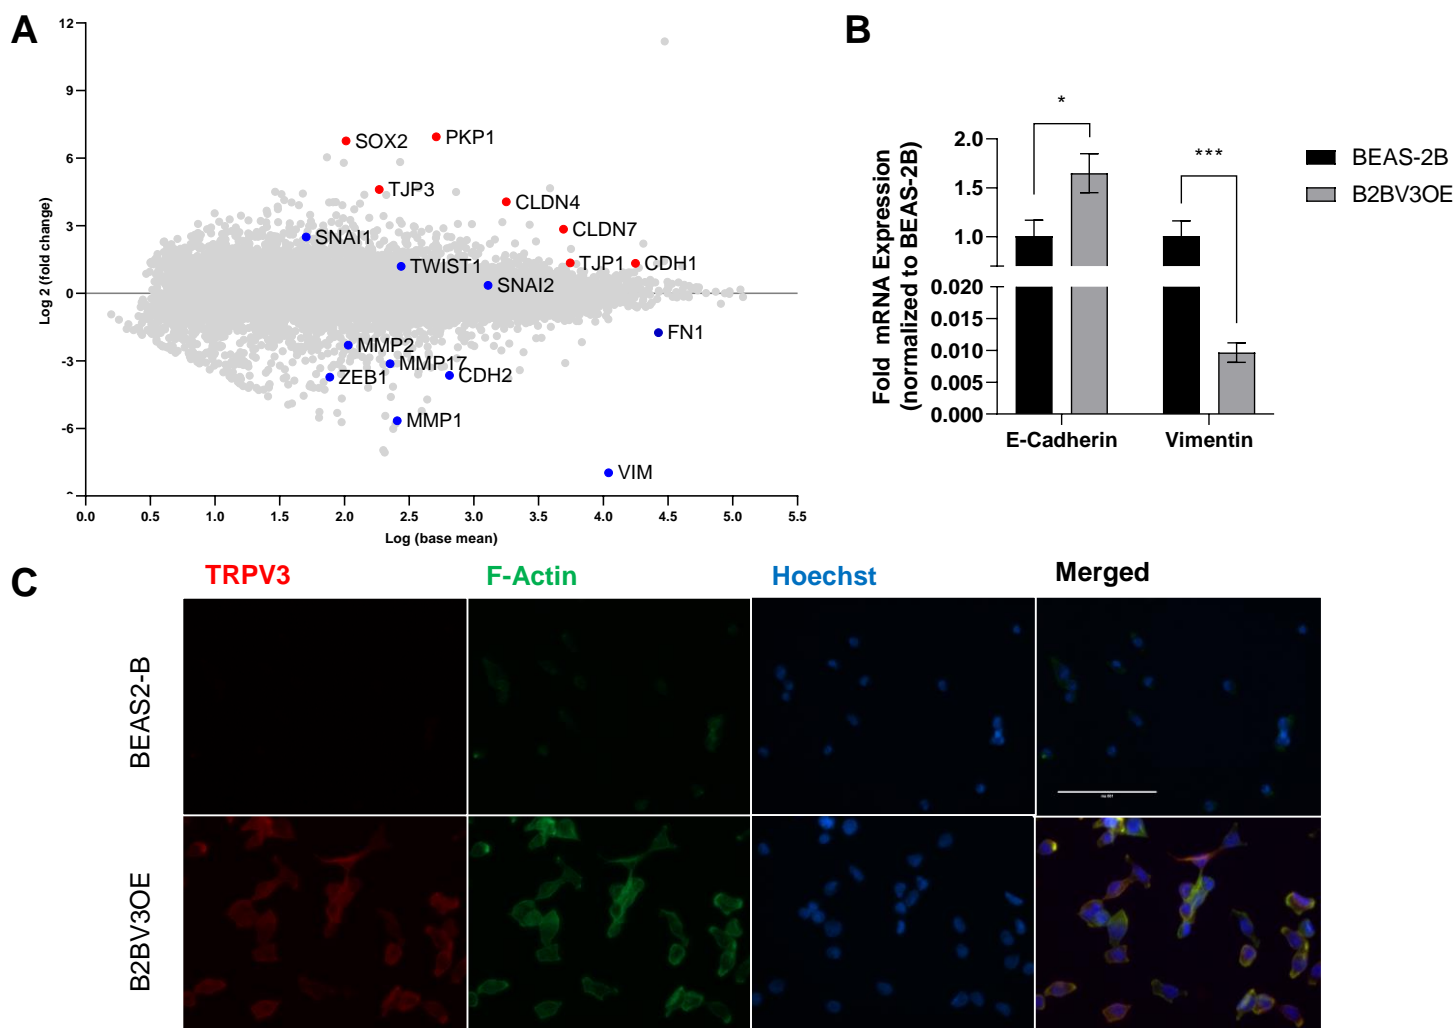 A
12
9
6
3
0
-3
-6
Log 2 (fold change)
SOX2
PKP1
TJP3
CLDN4
CLDN7
SNAI1
TWIST1
TJP1
CDH1
SNAI2
FN1
MMP2
MMP17
ZEB1
CDH2
MMP1
VIM
0.0 0.5 1.0 1.5 2.0 2.5 3.0 3.5 4.0 4.5 5.0 5.5
Log (base mean)
B
Fold mRNA Expression
(normalized to BEAS-2B)
2.0
1.5
1.0
0.020
0.015
0.010
0.005
0.000
*
***
E-Cadherin Vimentin
BEAS-2B
B2BV3OE
C
TRPV3 F-Actin Hoechst Merged
BEAS2-B
B2BV3OE